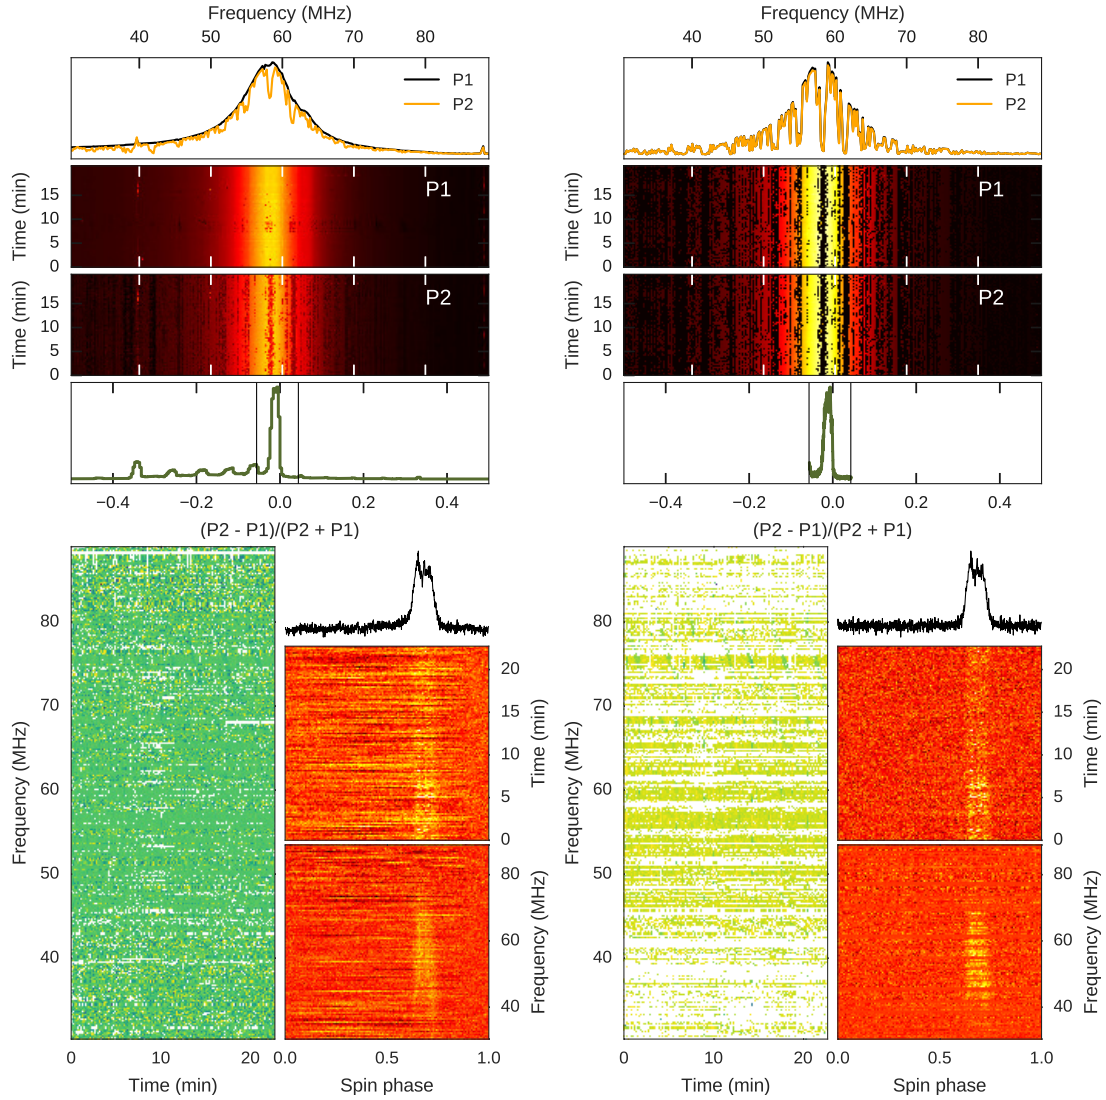 Frequency (MHz) Frequency (MHz)
40 50 60 70 80 40 50 60 70 80
P1 P1
P2 P2
Time (min) 15 10 5 0 P1 Time (min) 15 10 5 0 P1
Time (min) 15 10 5 0 P2 Time (min) 15 10 5 0 P2
−0.4 −0.2 0.0 0.2 0.4 −0.4 −0.2 0.0 0.2 0.4
(P2 - P1)/(P2 + P1) (P2 - P1)/(P2 + P1)
Frequency (MHz) 80 70 60 50 40 Frequency (MHz) 80 70 60 50 40
20 15 10 5 0 Time (min) 20 15 10 5 0 Time (min)
80 60 40 Frequency (MHz) 80 60 40 Frequency (MHz)
0 10 20 0.0 0.5 1.0 0 10 20 0.0 0.5 1.0
Time (min) Spin phase Time (min) Spin phase